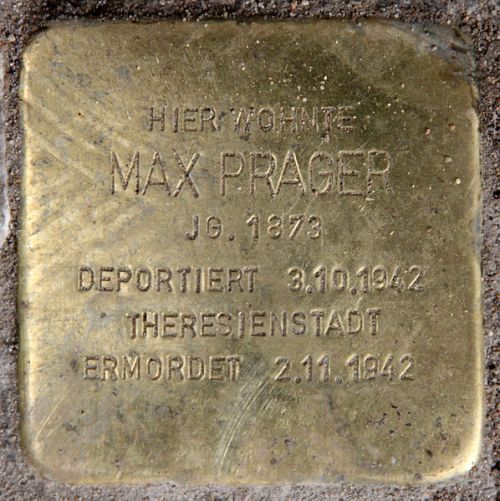 HIER WOHNTE
MAX PRAGER
JG. 1873
DEPORTIERT 3.10.1942
THERESIENSTADT
ERMORDET 2.11.1942